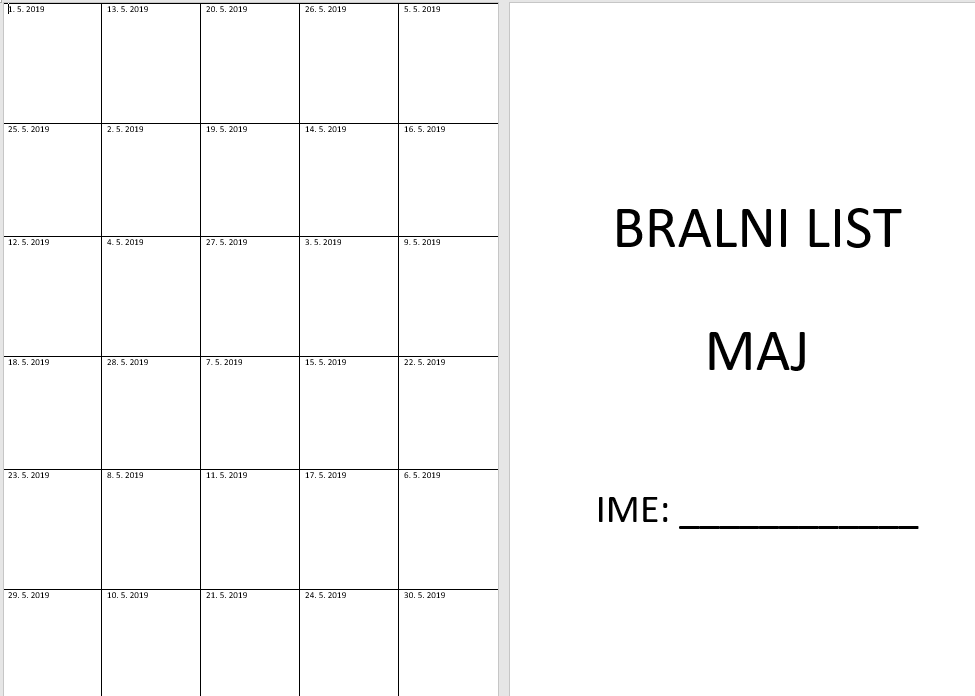 1. 5. 2019 13. 5. 2019 20. 5. 2019 26. 5. 2019 5. 5. 2019
25. 5. 2019 2. 5. 2019 19. 5. 2019 14. 5. 2019 16. 5. 2019
12. 5. 2019 4. 5. 2019 27. 5. 2019 3. 5. 2019 9. 5. 2019
18. 5. 2019 28. 5. 2019 7. 5. 2019 15. 5. 2019 22. 5. 2019
23. 5. 2019 8. 5. 2019 11. 5. 2019 17. 5. 2019 6. 5. 2019
29. 5. 2019 10. 5. 2019 21. 5. 2019 24. 5. 2019 30. 5. 2019
BRALNI LIST
MAJ
IME: ____________